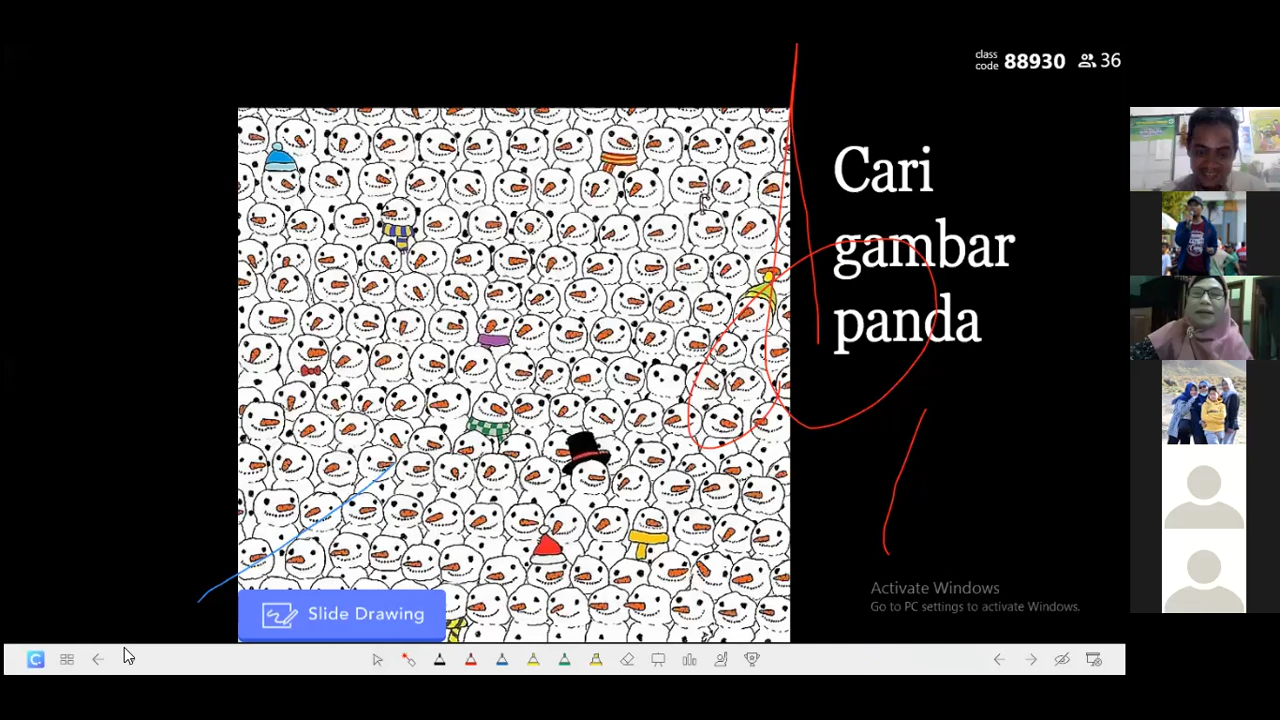 class
code 88930 36
Cari
gambar
panda
Slide Drawing
Activate Windows
Go to PC settings to activate Windows.